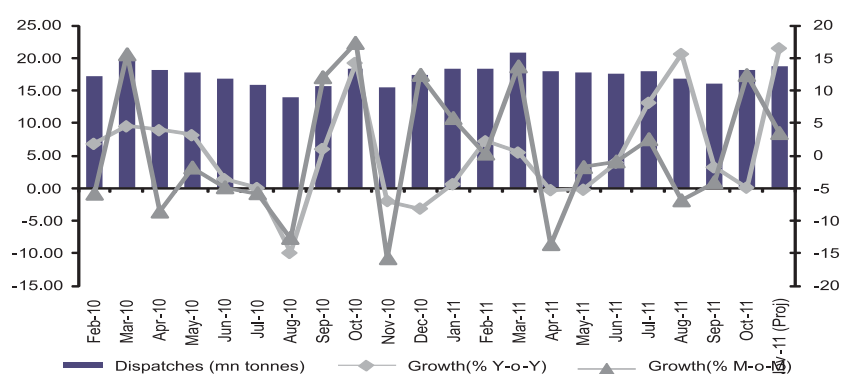 25.00
20.00
15.00
10.00
5.00
0.00
-5.00
-10.00
-15.00
20
15
10
5
0
-5
-10
-15
-20
Feb-10
Mar-10
Apr-10
May-10
Jun-10
Jul-10
Aug-10
Sep-10
Oct-10
Nov-10
Dec-10
Jan-11
Feb-11
Mar-11
Apr-11
May-11
Jun-11
Jul-11
Aug-11
Sep-11
Oct-11
Nov-11 (Proj)
Dispatches (mn tonnes) Growth(% Y-o-Y) Growth(% M-o-M)